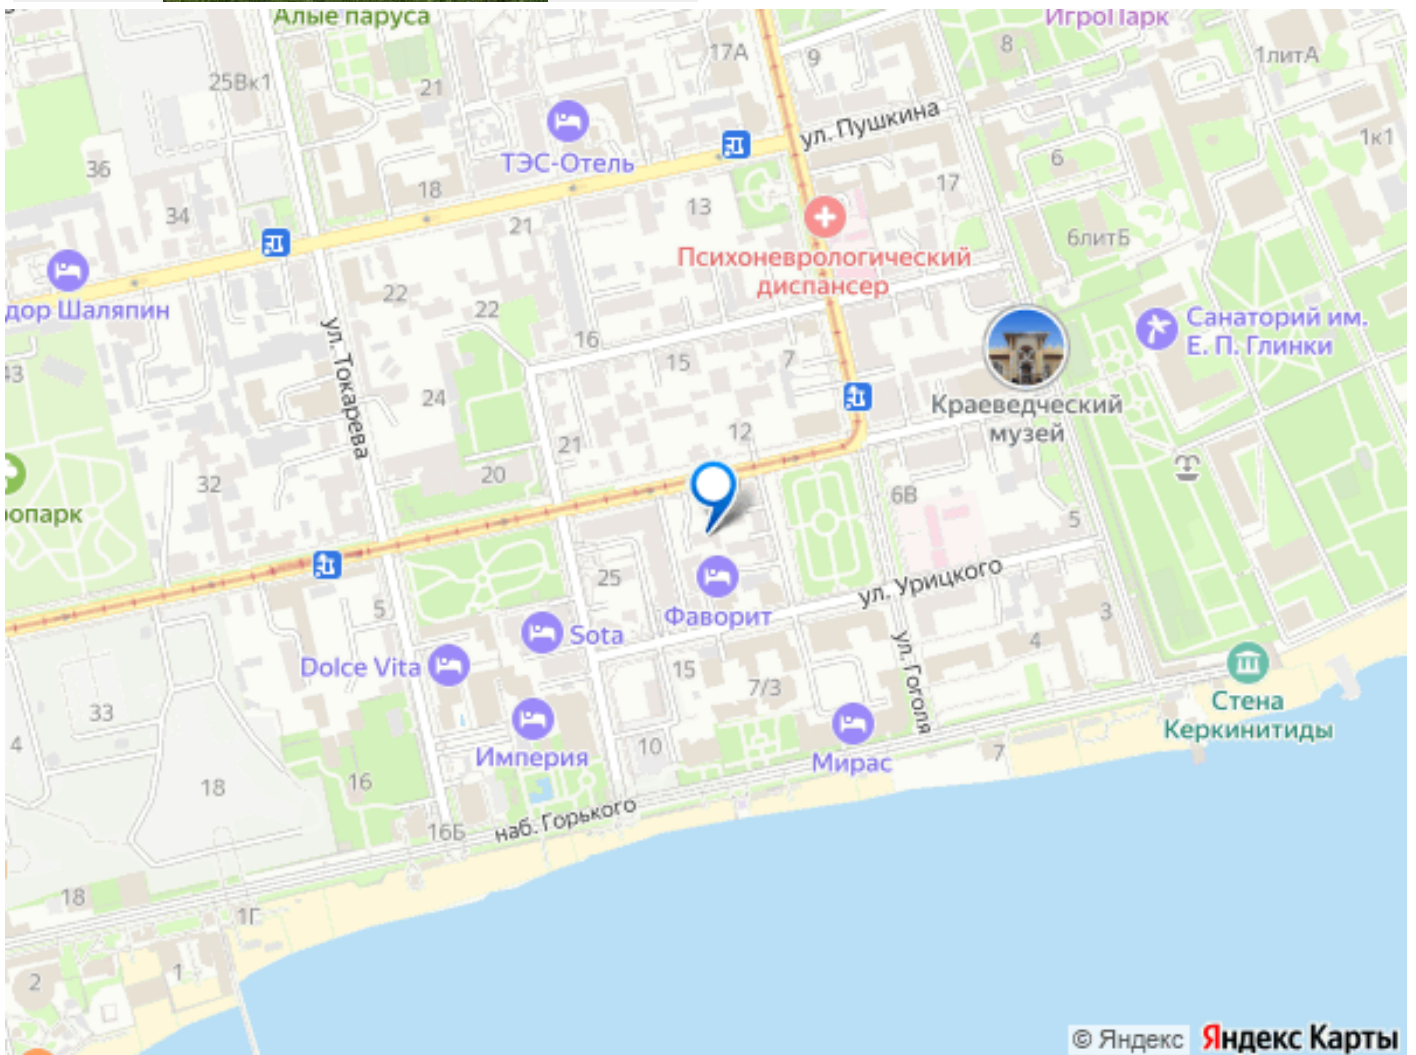 Алые паруса
ИгроПарк
17А
9
8
1литА
25Вк1
21
ул. Пушкина
1к1
ТЭС-Отель
36
6
18
17
34
13
21
6литБ
Психоневрологический
диспансер
22
дор Шаляпин
22
ул. Токарева
16
15
7
Санаторий им.
Е. П. Глинки
43
24
Краеведческий
музей
12
21
20
32
6В
ропарк
5
25
ул. Урицкого
5
Фаворит
3
Sota
4
Dolce Vita
15
7/3
ул. Гоголя
Стена
Керкинитиды
33
4
Империя
10
Мирас
7
18
16
16Б
наб. Горького
18
1Г
1
2
© Яндекс Яндекс Карты